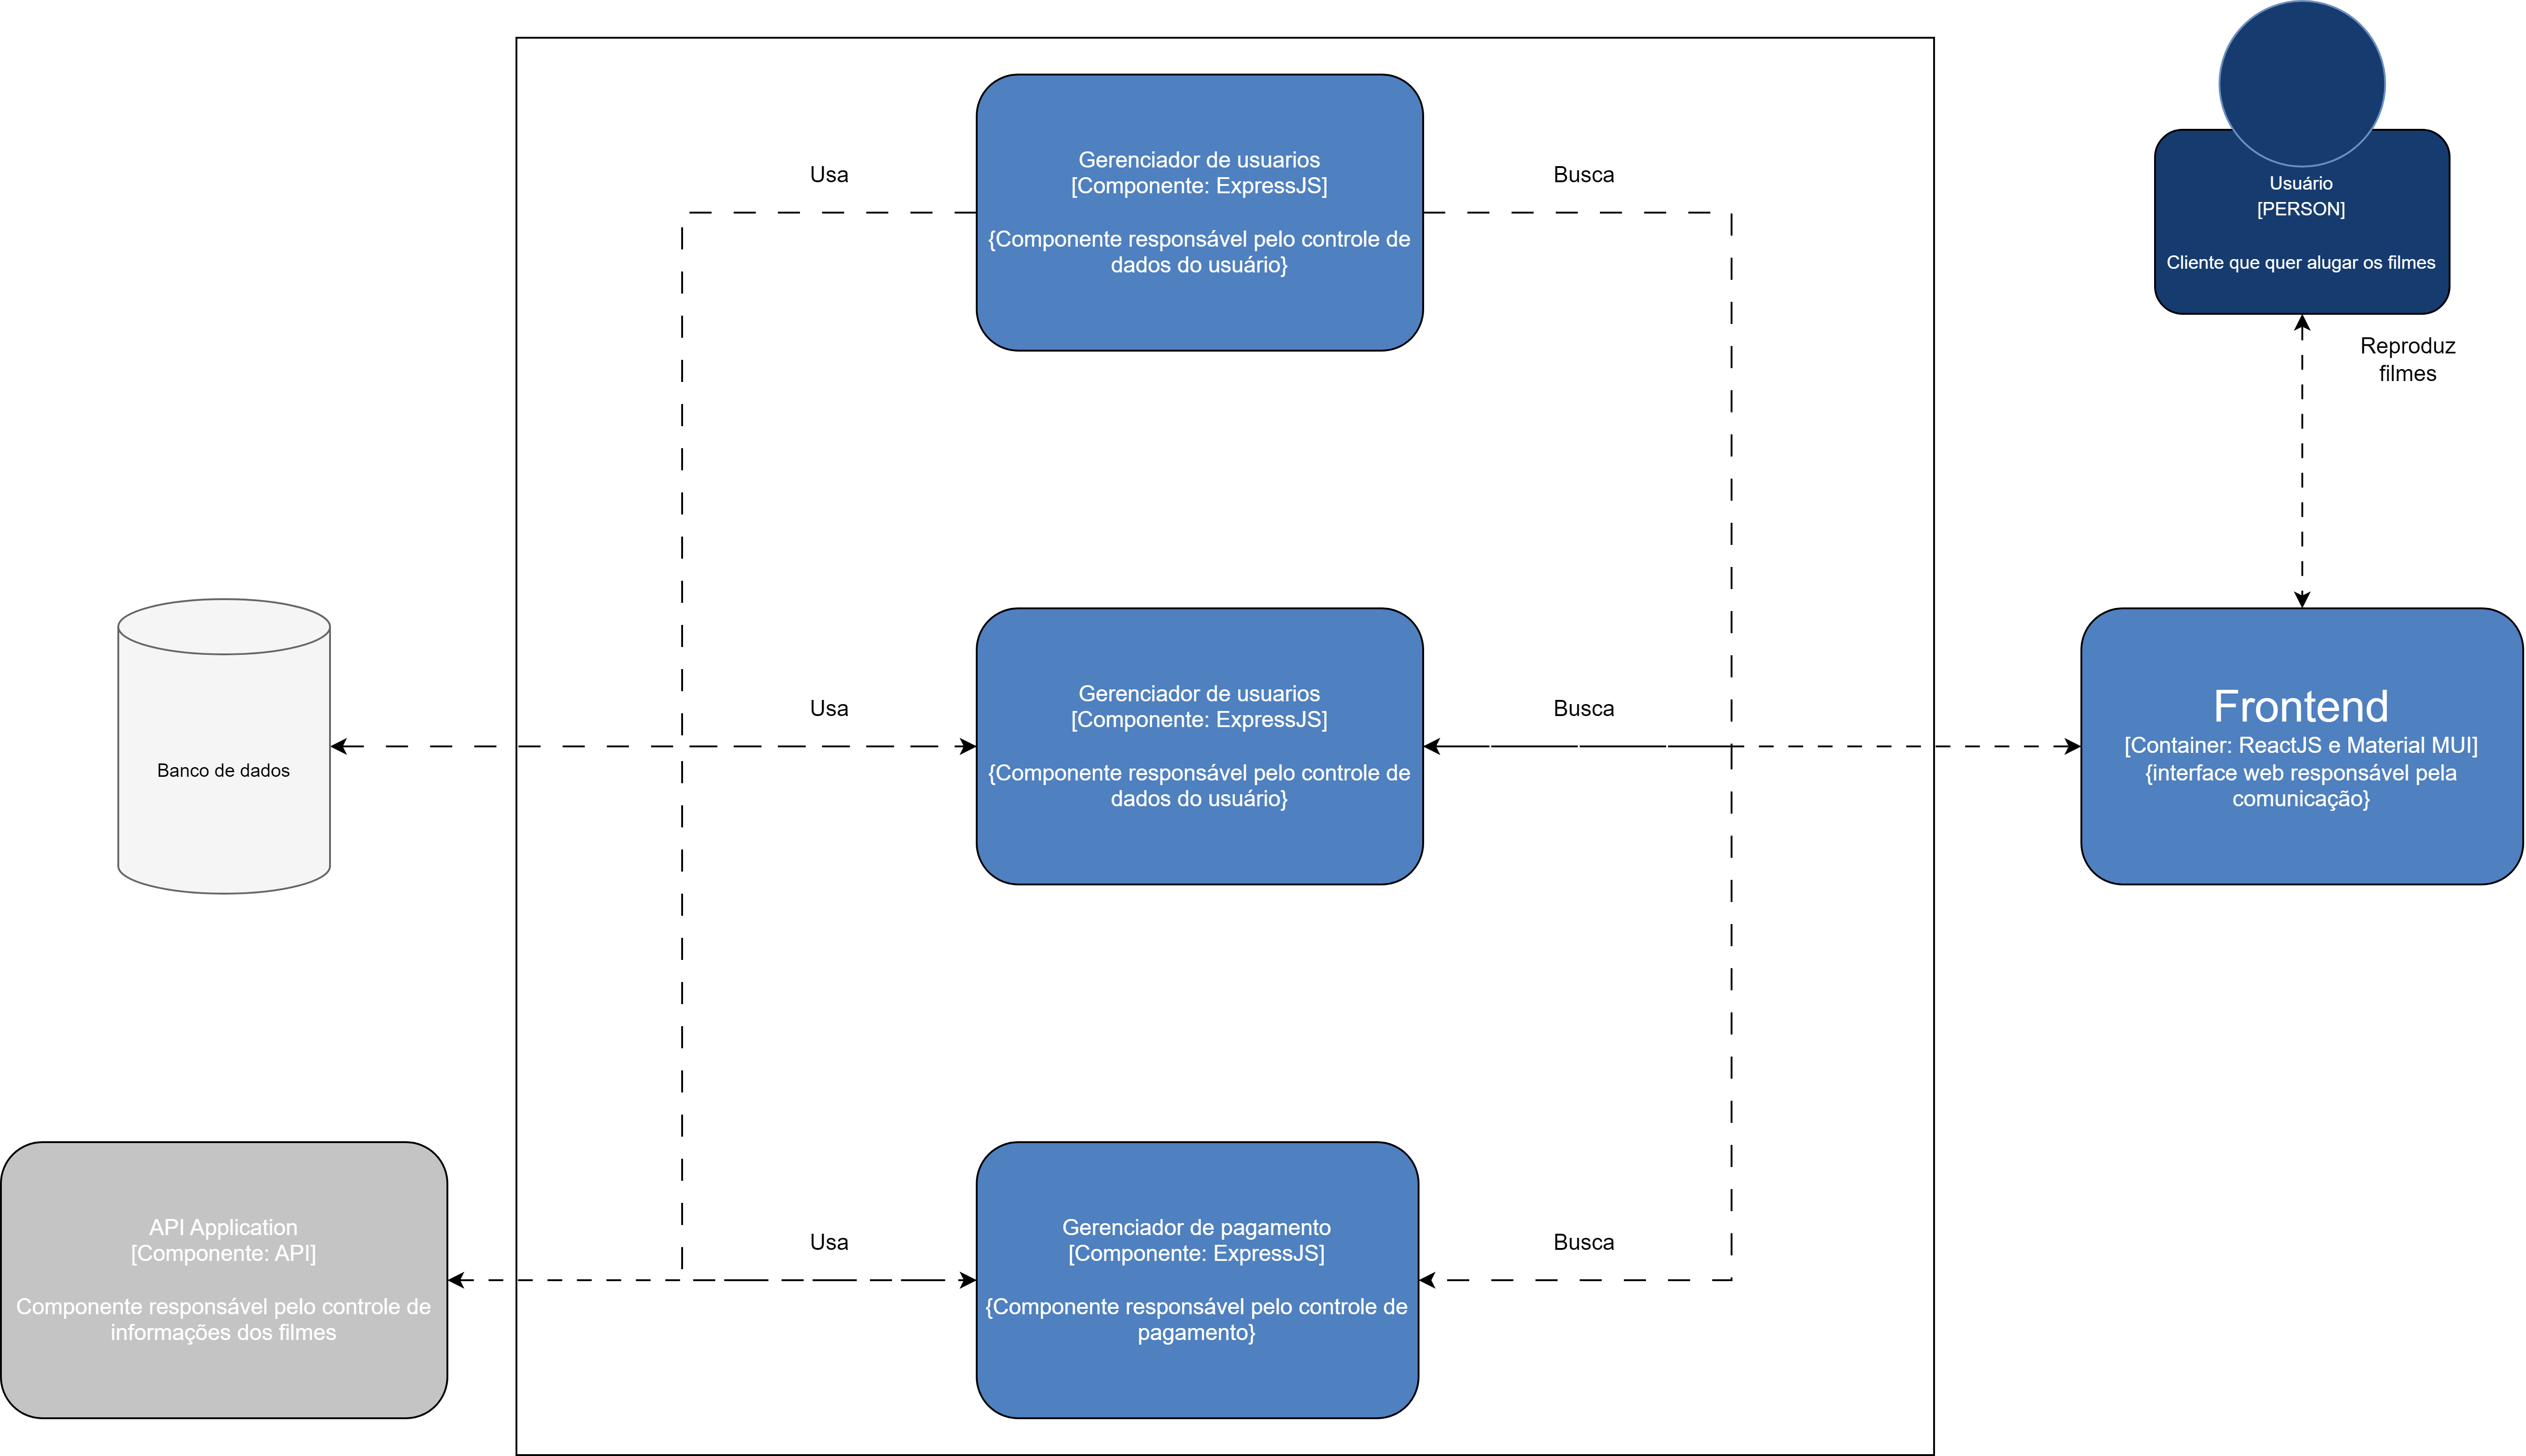 Usa
Gerenciador de usuarios
[Componente: ExpressJS]
{Componente responsável pelo controle de
dados do usuário}
Busca
Usuário
[PERSON]
Cliente que quer alugar os filmes
Reproduz
filmes
Banco de dados
Usa
Gerenciador de usuarios
[Componente: ExpressJS]
{Componente responsável pelo controle de
dados do usuário}
Busca
Frontend
[Container: ReactJS e Material MUI]
{interface web responsável pela
comunicação}
API Application
[Componente: API]
Componente responsável pelo controle de
informações dos filmes
Usa
Gerenciador de pagamento
[Componente: ExpressJS]
{Componente responsável pelo controle de
pagamento}
Busca